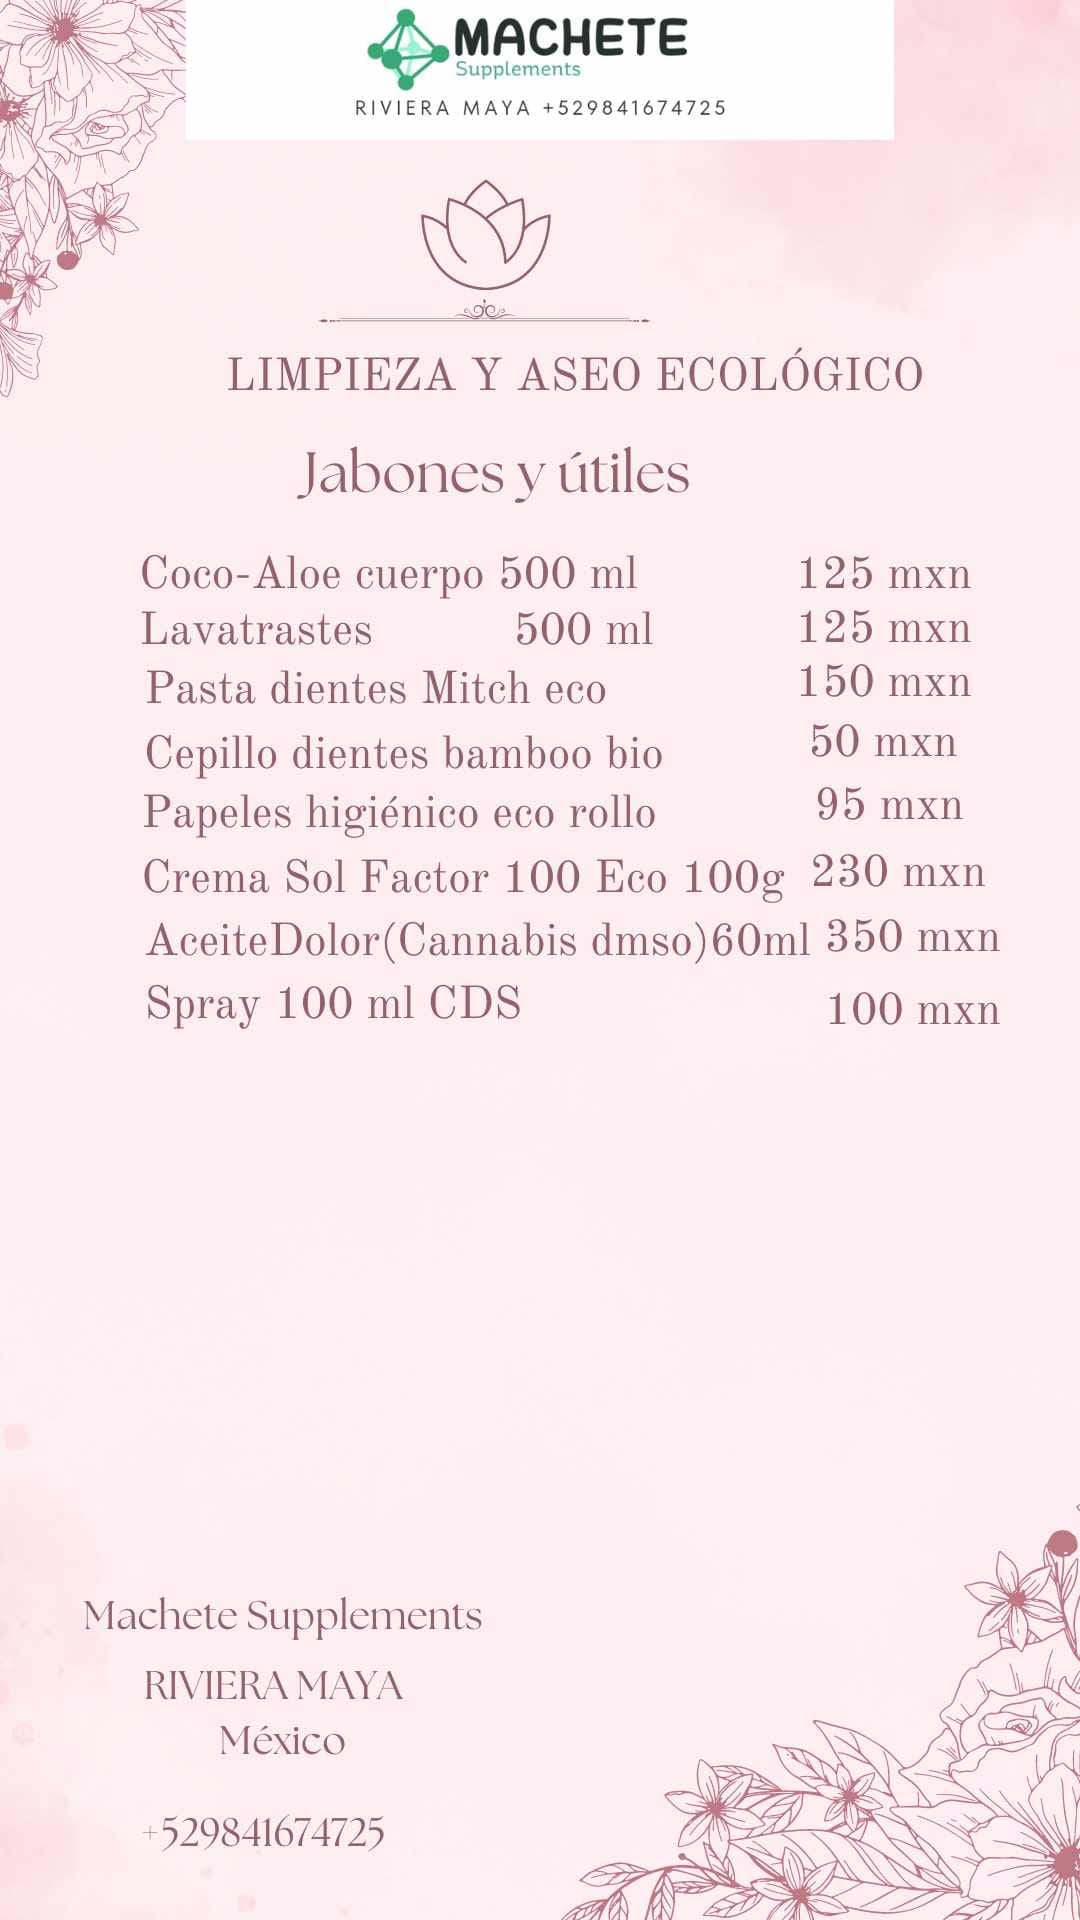 MACHETE
Supplements
RIVIERA MAYA +529841674725
LIMPIEZA Y ASEO ECOLÓGICO
Jabones y útiles
Coco-Aloe cuerpo 500 ml 125 mxn
Lavatrastes 500 ml 125 mxn
Pasta dientes Mitch eco 150 mxn
Cepillo dientes bamboo bio 50 mxn
Papeles higiénico eco rollo 95 mxn
Crema Sol Factor 100 Eco 100g 230 mxn
AceiteDolor(Cannabis dmso)60ml 350 mxn
Spray 100 ml CDS 100 mxn
Machete Supplements
RIVIERA MAYA
México
+529841674725